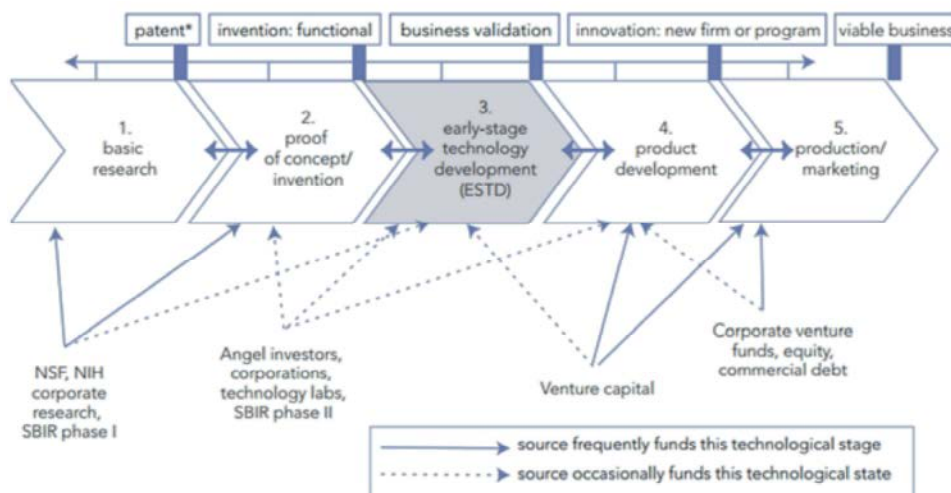 patent*
invention: functional
business validation
innovation: new firm or program
viable business
1.
basic
research
2.
proof
of concept/
invention
3.
early-stage
technology
development
(ESTD)
4.
product
development
5.
production/
marketing
NSF, NIH
corporate
research,
SBIR phase I
Angel investors,
corporations,
technology labs,
SBIR phase II
Venture capital
Corporate venture
funds, equity,
commercial debt
source frequently funds this technological stage
source occasionally funds this technological state